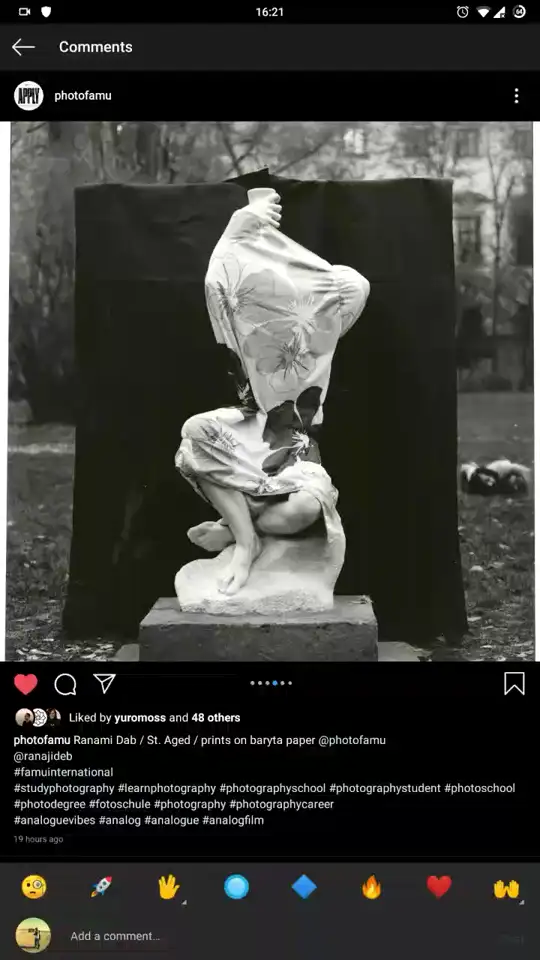 16:21
64
Comments
APPLY
photofamu
Liked by yuromoss and 48 others
photofamu Ranami Dab / St. Aged / prints on baryta paper @photofamu
@ranajideb
#famuinternational
#studyphotography #learnphotography #photographyschool #photographystudent #photoschool
#photodegree #fotoschule #photography #photographycareer
#analoguevibes #analog #analogue #analogfilm
19 hours ago
Add a comment...
Post